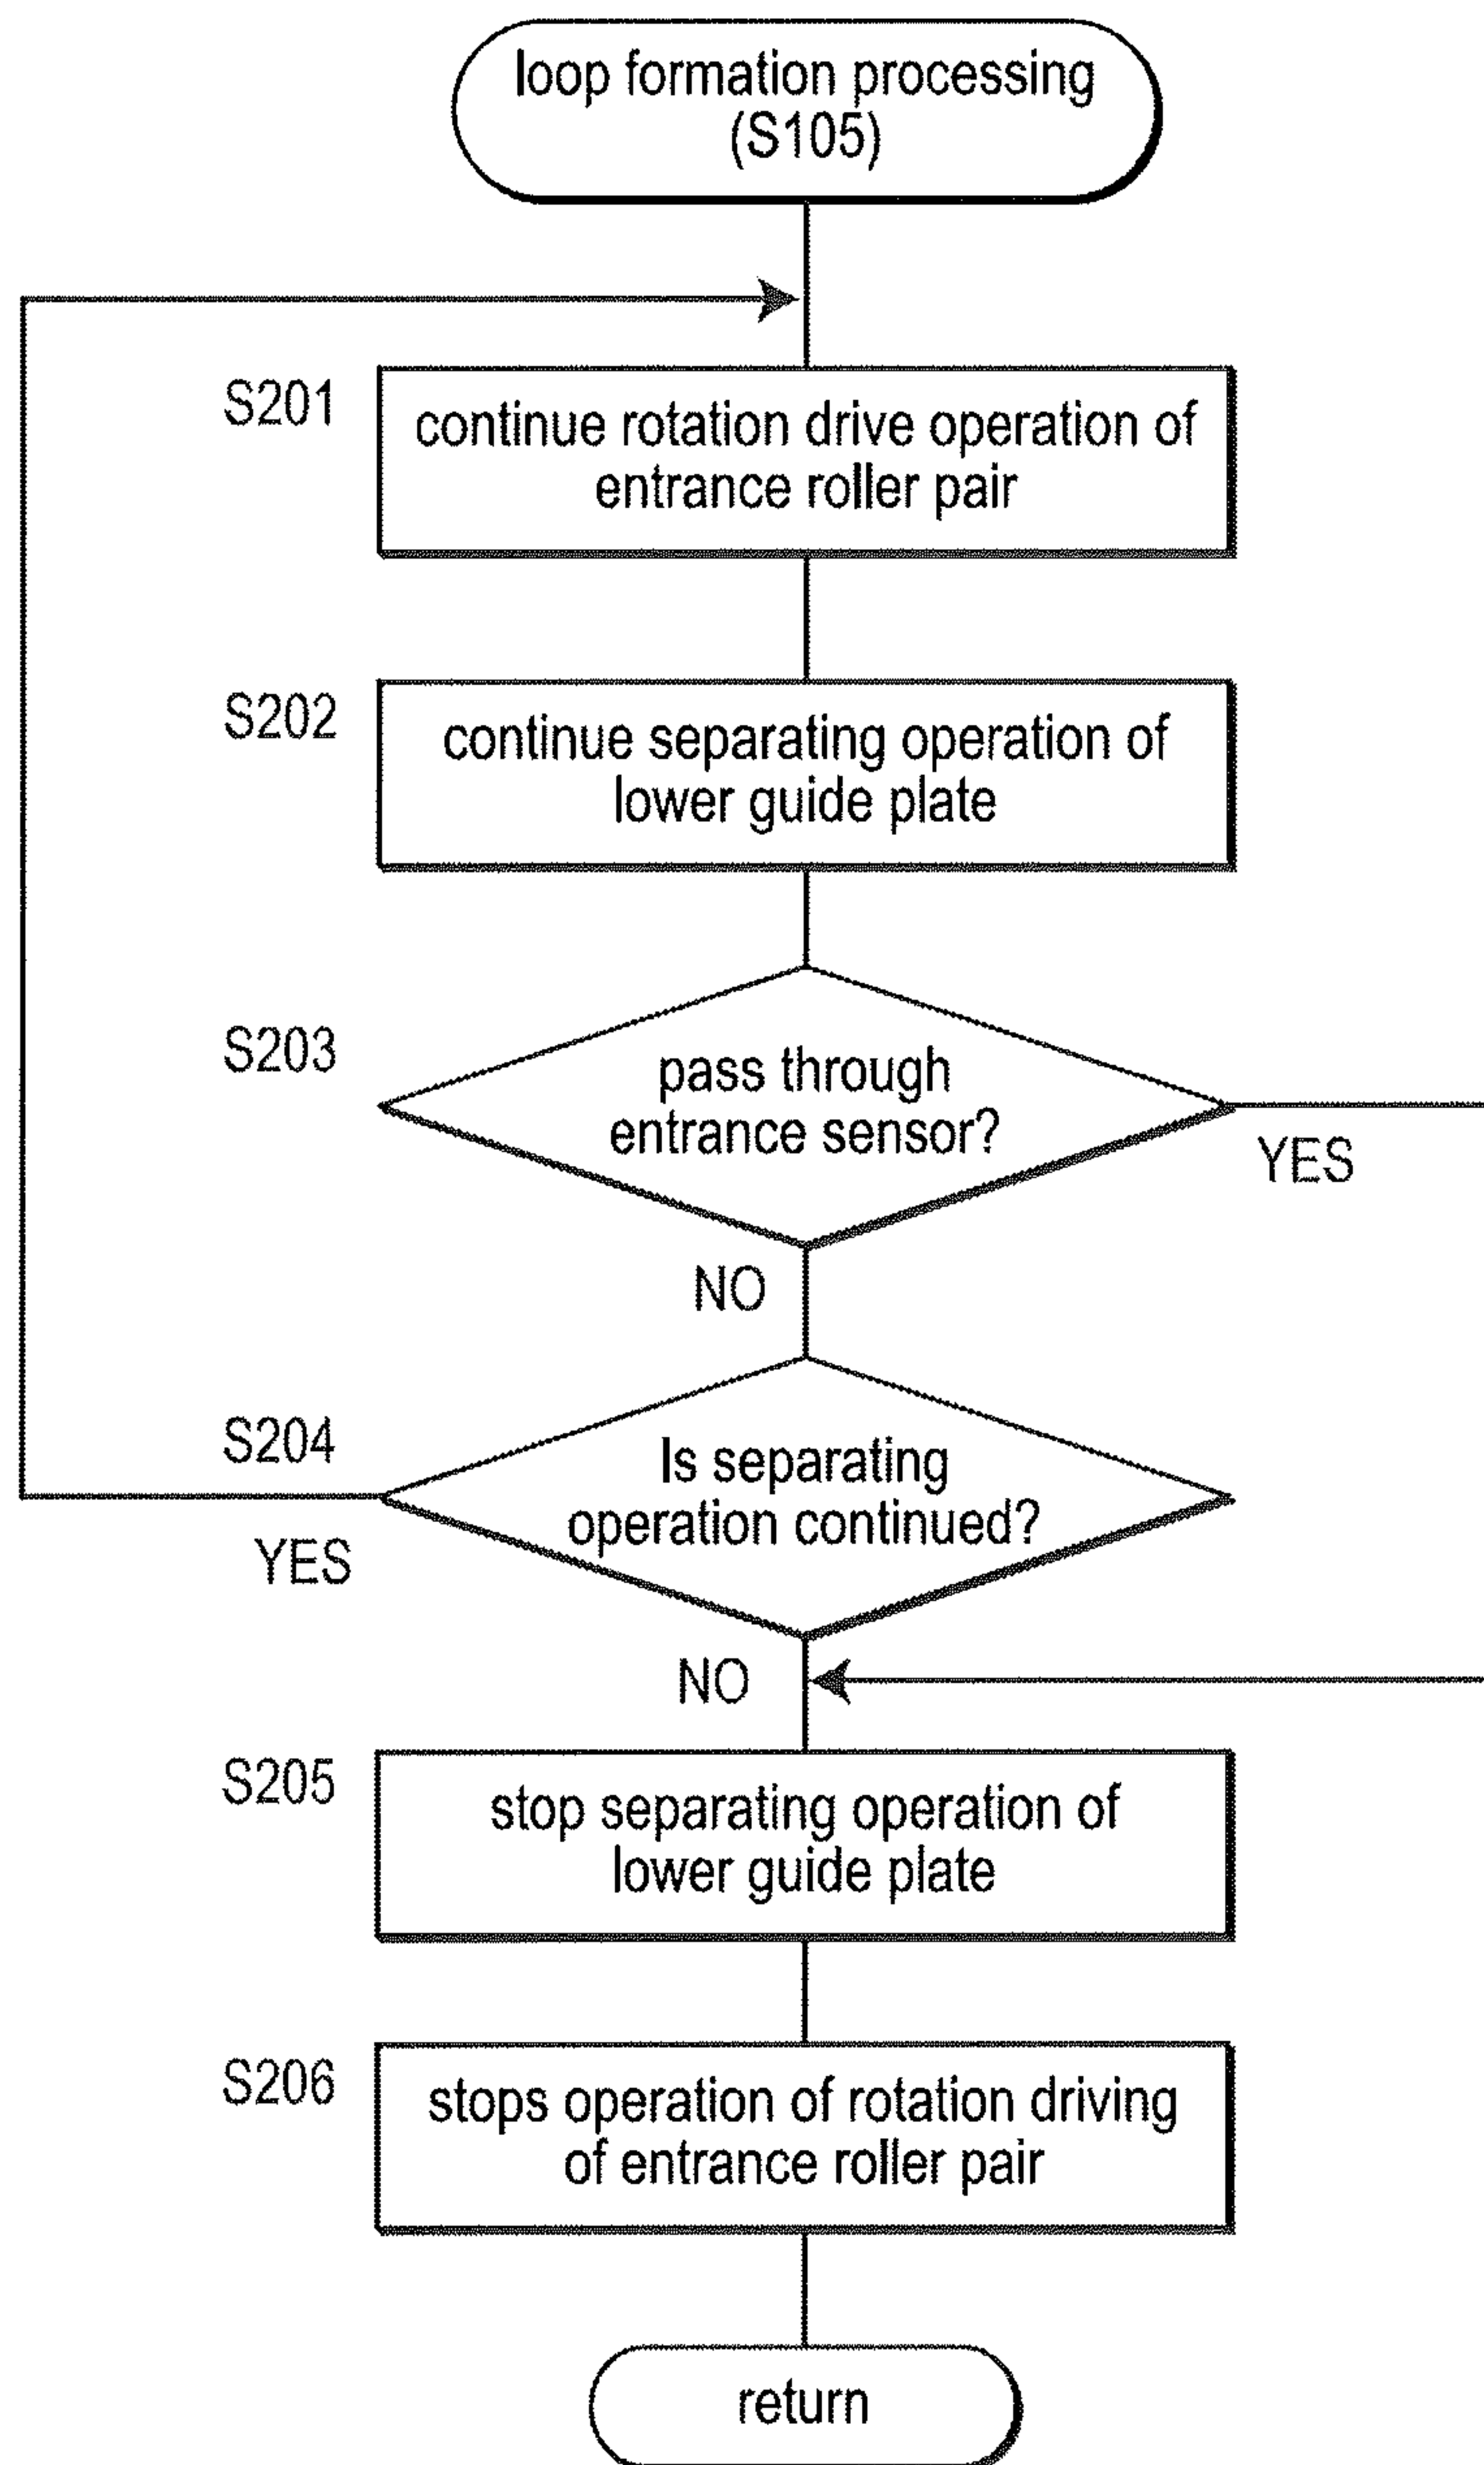 loop formation processing
(S105)
S201
continue rotation drive operation of
entrance roller pair
S202
continue separating operation of
lower guide plate
S203
pass through
entrance sensor?
YES
NO
S204
Is separating
operation continued?
YES
NO
S205
stop separating operation of
lower guide plate
S206
stops operation of rotation driving
of entrance roller pair
return